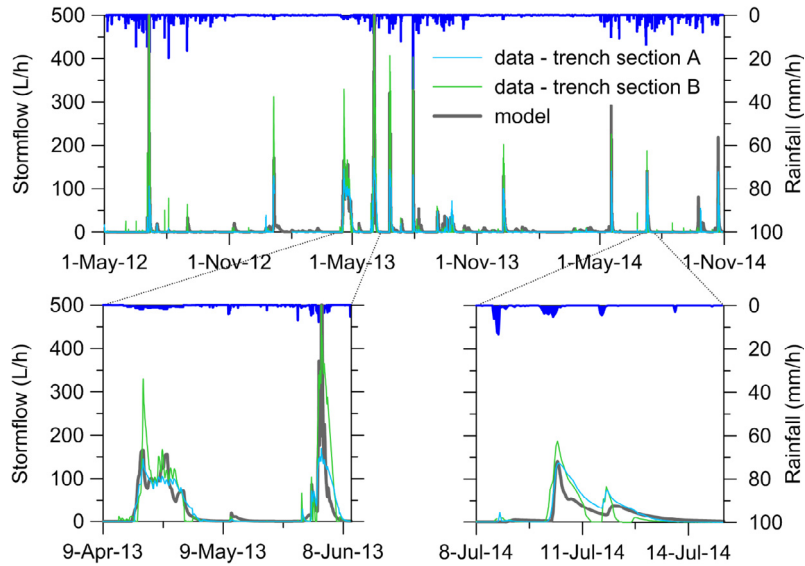 500
400
300
200
100
0
Stormflow (L/h)
data - trench section A
data - trench section B
model
0
20
40
60
80
100
Rainfall (mm/h)
1-May-12
1-Nov-12
1-May-13
1-Nov-13
1-May-14
1-Nov-14
500
400
300
200
100
0
Stormflow (L/h)
9-Apr-13
9-May-13
8-Jun-13
0
20
40
60
80
100
Rainfall (mm/h)
8-Jul-14
11-Jul-14
14-Jul-14